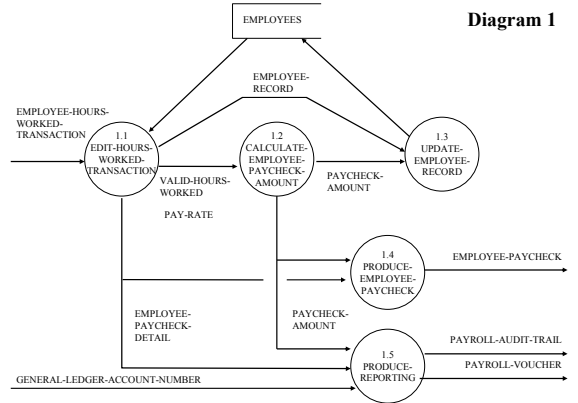 Diagram 1
EMPLOYEES
EMPLOYEE-
RECORD
EMPLOYEE-HOURS-
WORKED-
TRANSACTION
1.1
EDIT-HOURS-
WORKED-
TRANSACTION
VALID-HOURS-
WORKED
PAY-RATE
1.2
CALCULATE-
EMPLOYEE-
PAYCHECK-
AMOUNT
PAYCHECK-
AMOUNT
1.3
UPDATE-
EMPLOYEE-
RECORD
1.4
PRODUCE-
EMPLOYEE-
PAYCHECK
EMPLOYEE-PAYCHECK
EMPLOYEE-
PAYCHECK-
DETAIL
PAYCHECK-
AMOUNT
1.5
PRODUCE-
REPORTING
PAYROLL-AUDIT-TRAIL
PAYROLL-VOUCHER
GENERAL-LEDGER-ACCOUNT-NUMBER